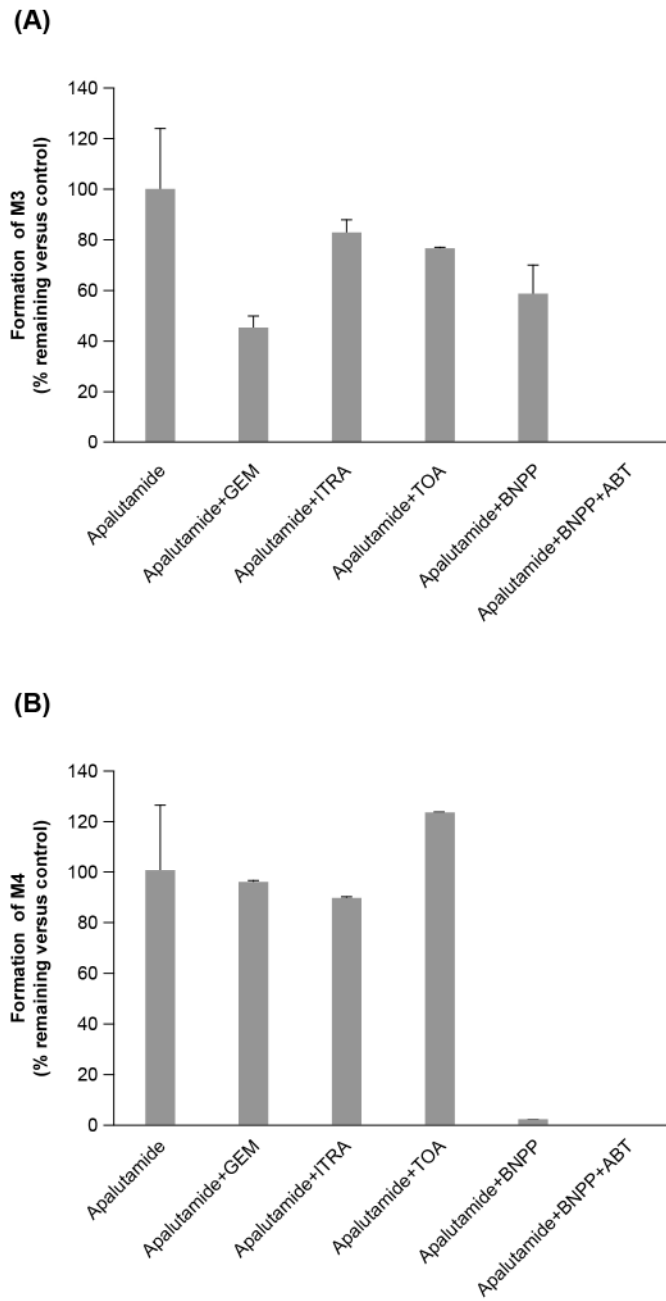 (A)
Formation of M3
(% remaining versus control)
140
120
100
80
60
40
20
0
Apalutamide
Apalutamide+GEM
Apalutamide+ITRA
Apalutamide+TOA
Apalutamide+BNPP
Apalutamide+BNPP+ABT
(B)
Formation of M4
(% remaining versus control)
140
120
100
80
60
40
20
0
Apalutamide
Apalutamide+GEM
Apalutamide+ITRA
Apalutamide+TOA
Apalutamide+BNPP
Apalutamide+BNPP+ABT